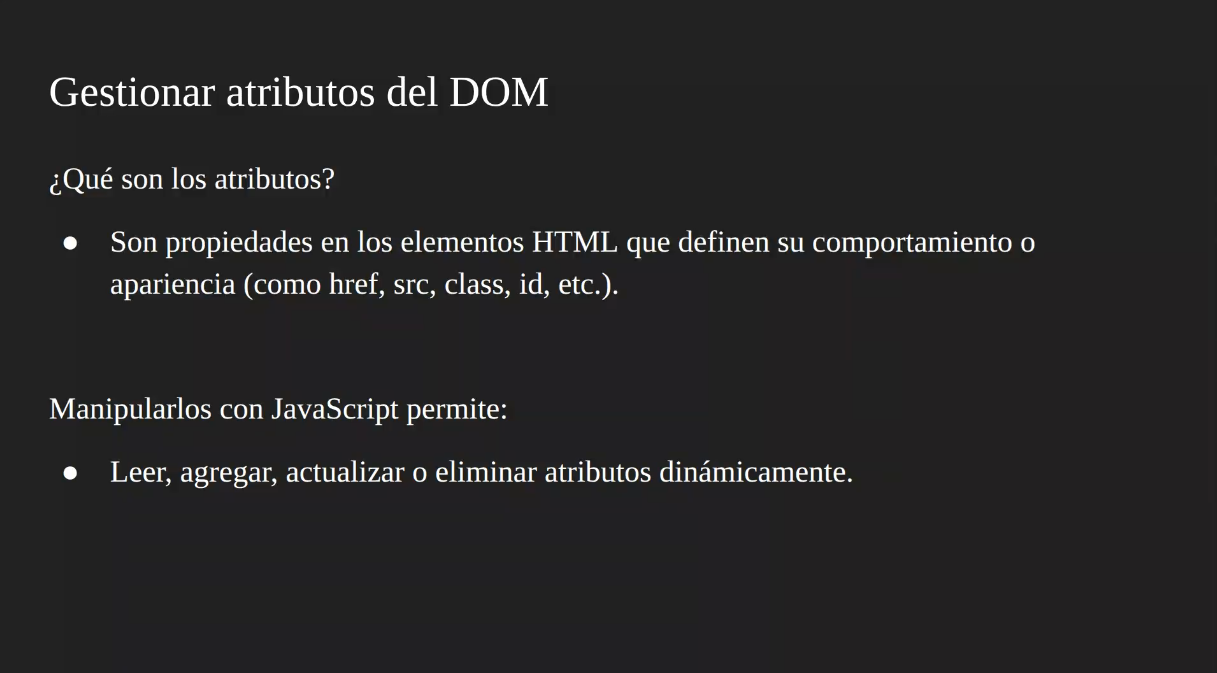 Gestionar atributos del DOM
¿Qué son los atributos?
● Son propiedades en los elementos HTML que definen su comportamiento o
apariencia (como href, src, class, id, etc.).
Manipularlos con JavaScript permite:
● Leer, agregar, actualizar o eliminar atributos dinámicamente.